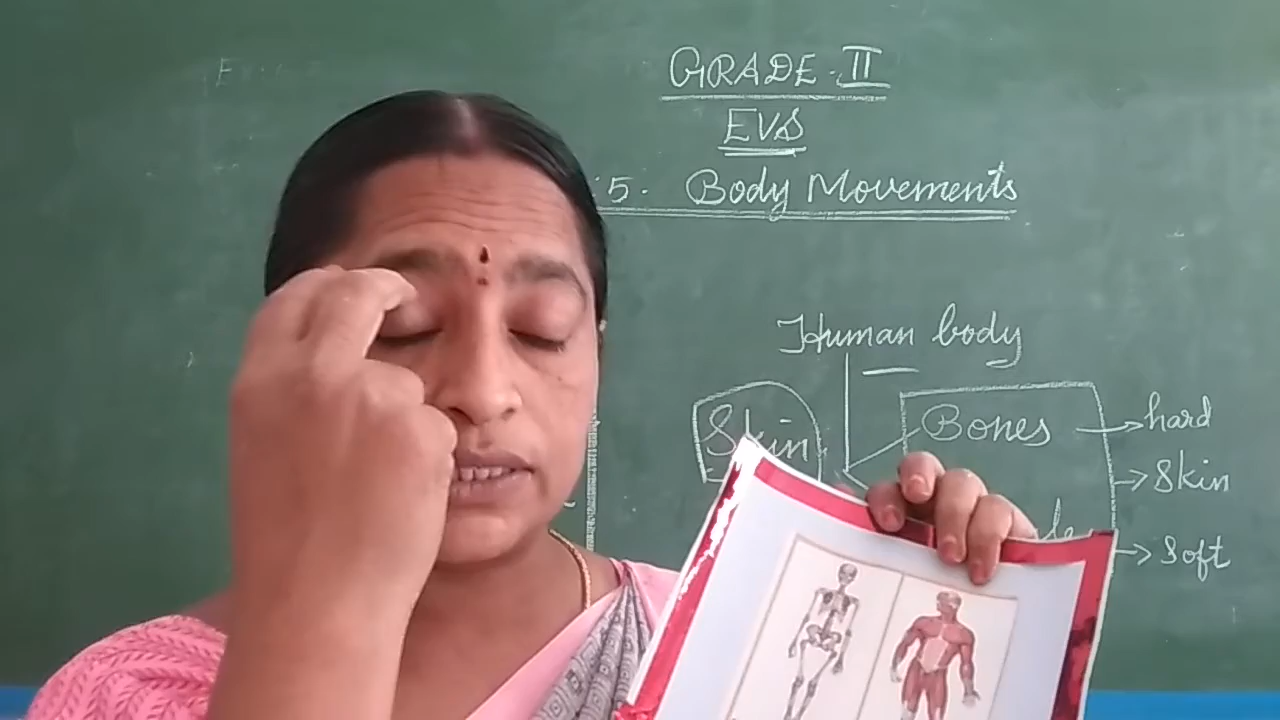 GRADE-II
EVS
5. Body Movements
Human body
Skin
Bones → hard
→ Skin
→ Soft